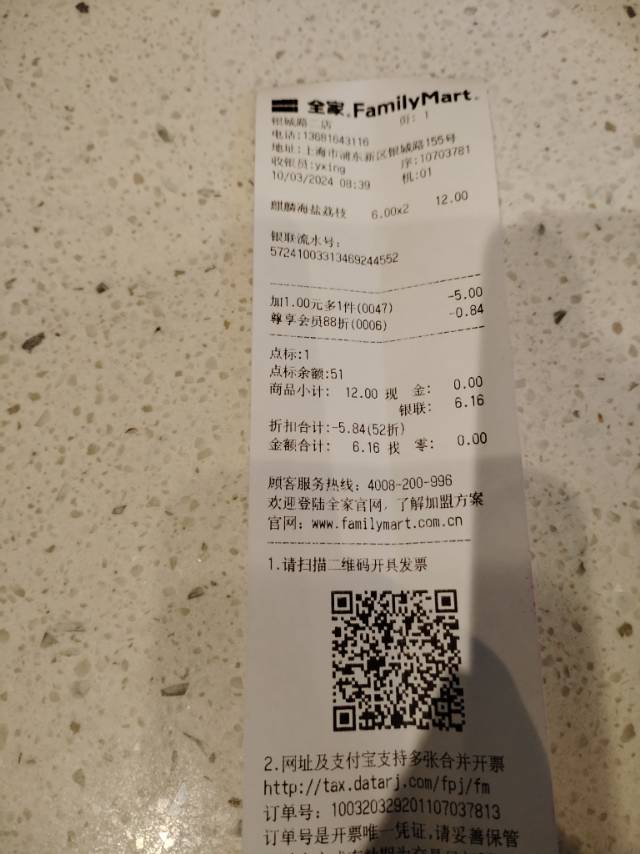 全家 FamilyMart
银城路二店 份: 1
电话:13681643116
地址:上海市浦东新区银城路155号
收银员:yxing 序:10703781
10/03/2024 08:39 机:01
麒麟海盐荔枝 6.00x2 12.00
银联流水号:
57241003313469244552
加1.00元多1件(0047) -5.00
尊享会员88折(0006) -0.84
点标:1
点标余额:51
商品小计: 12.00 现 金: 0.00
银联: 6.16
折扣合计:-5.84(52折)
金额合计: 6.16 找 零: 0.00
顾客服务热线: 4008-200-996
欢迎登陆全家官网, 了解加盟方案
官网: www.familymart.com.cn
1.请扫描二维码开具发票
2.网址及支付宝支持多张合并开票
http://tax.datarj.com/fpj/fm
订单号: 100320329201107037813
订单号是开票唯一凭证,请妥善保管